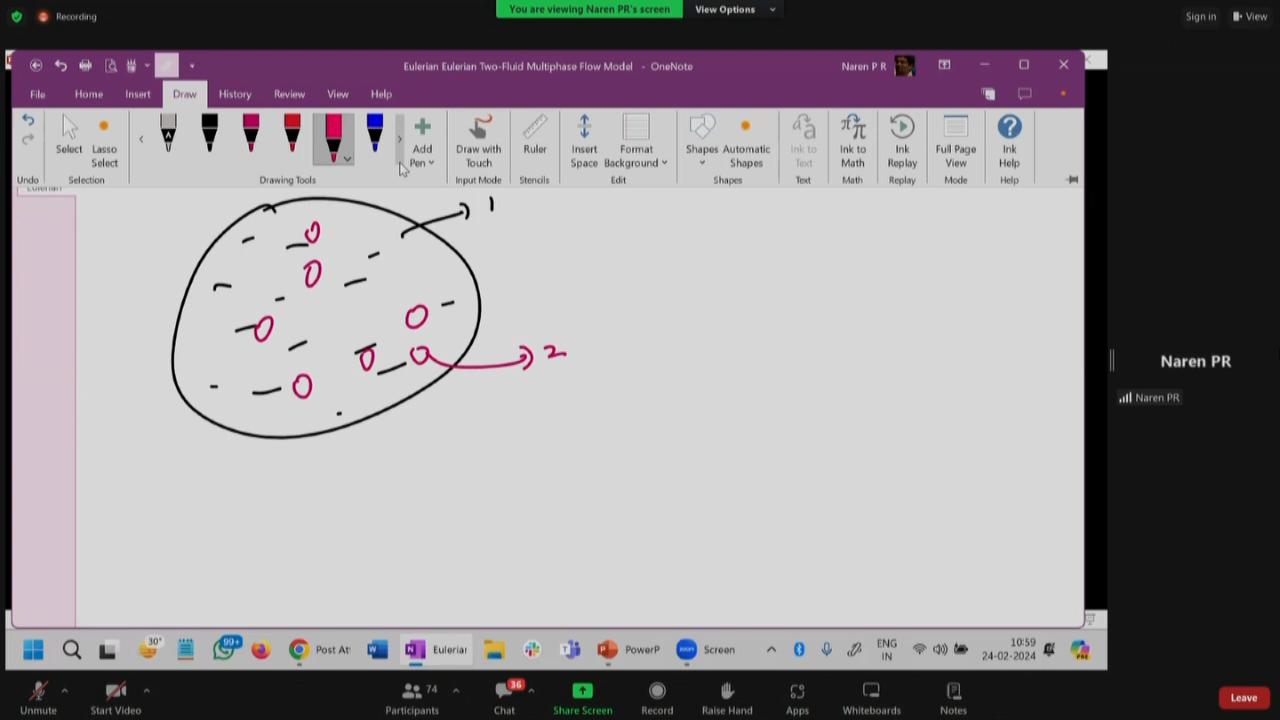 Recording
You are viewing Naren PR's screen
View Options
Sign in
View
Eulerian Eulerian Two-Fluid Multiphase Flow Model - OneNote
Naren P R
File
Home
Insert
Draw
History
Review
View
Help
Select
Lasso Select
Add Pen
Draw with Touch
Ruler
Insert Space
Format Background
Shapes
Automatic Shapes
Ink to Text
Ink to Math
Ink Replay
Full Page View
Ink Help
Undo
Selection
Drawing Tools
Input Mode
Stencils
Edit
Shapes
Text
Math
Replay
Mode
Help
Eulerian
1
2
Naren PR
Naren PR
30°
99+
Post At
Eulerian
PowerP
zoom
Screen
ENG
IN
10:59
24-02-2024
PRE
Unmute
Start Video
74
Participants
36
Chat
Share Screen
Record
Raise Hand
Apps
Whiteboards
Notes
Leave